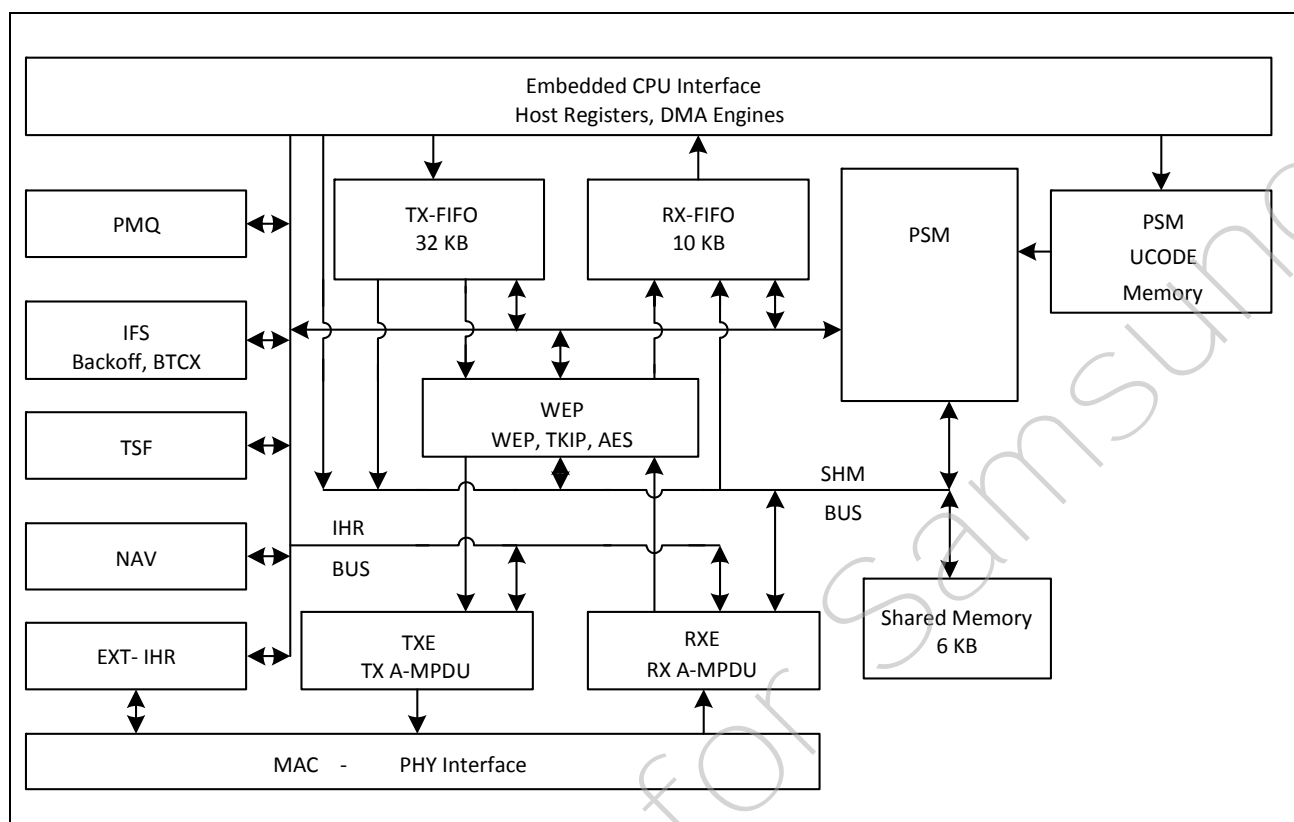 Embedded CPU Interface
Host Registers, DMA Engines
PMQ
TX-FIFO
32 KB
RX-FIFO
10 KB
PSM
PSM
UCODE
Memory
IFS
Backoff, BTCX
WEP
WEP, TKIP, AES
TSF
SHM
BUS
IHR
BUS
NAV
Shared Memory
6 KB
TXE
TX A-MPDU
RXE
RX A-MPDU
EXT- IHR
MAC - PHY Interface
for Samsung